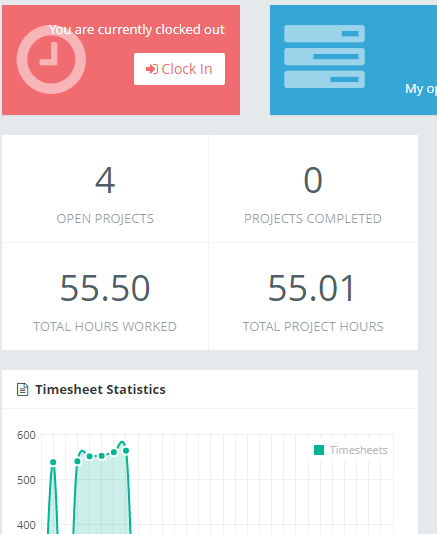 You are currently clocked out
Clock In
My op
4
OPEN PROJECTS
0
PROJECTS COMPLETED
55.50
TOTAL HOURS WORKED
55.01
TOTAL PROJECT HOURS
Timesheet Statistics
Timesheets
600
500
400